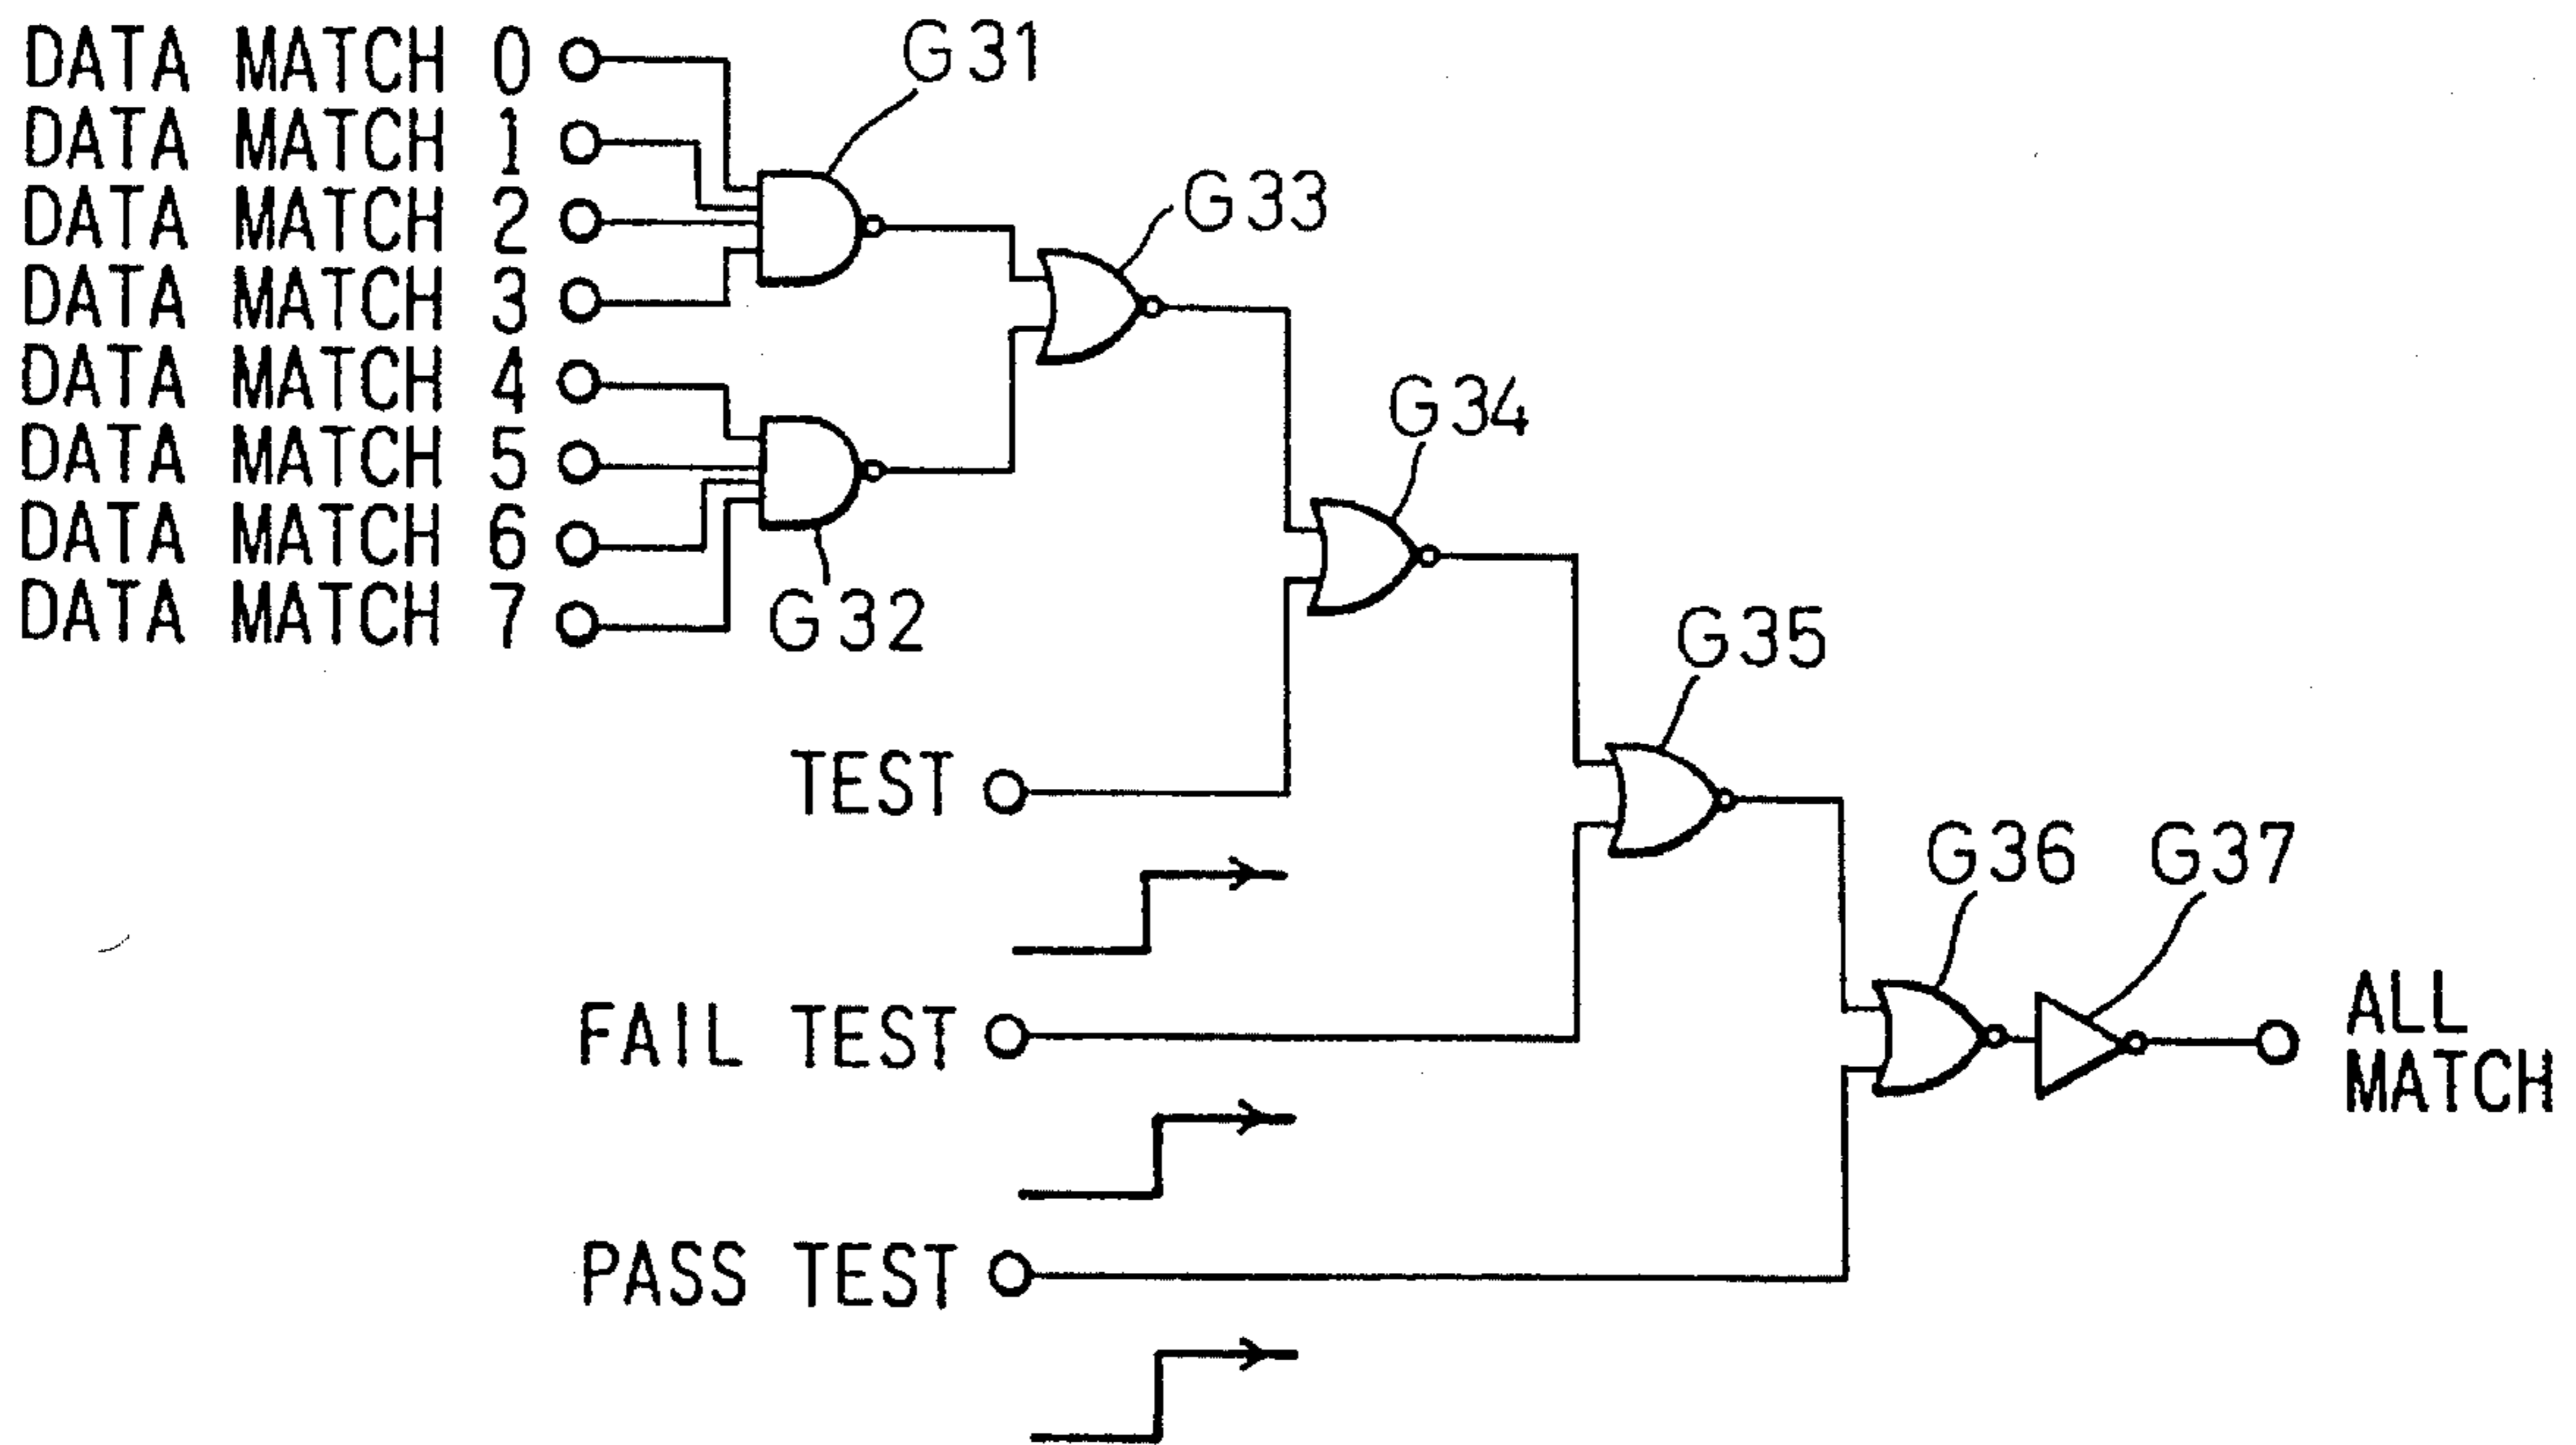 DATA MATCH 0
DATA MATCH 1
DATA MATCH 2
DATA MATCH 3
DATA MATCH 4
DATA MATCH 5
DATA MATCH 6
DATA MATCH 7
G31
G32
G33
G34
TEST
G35
FAIL TEST
G36
G37
ALL
MATCH
PASS TEST